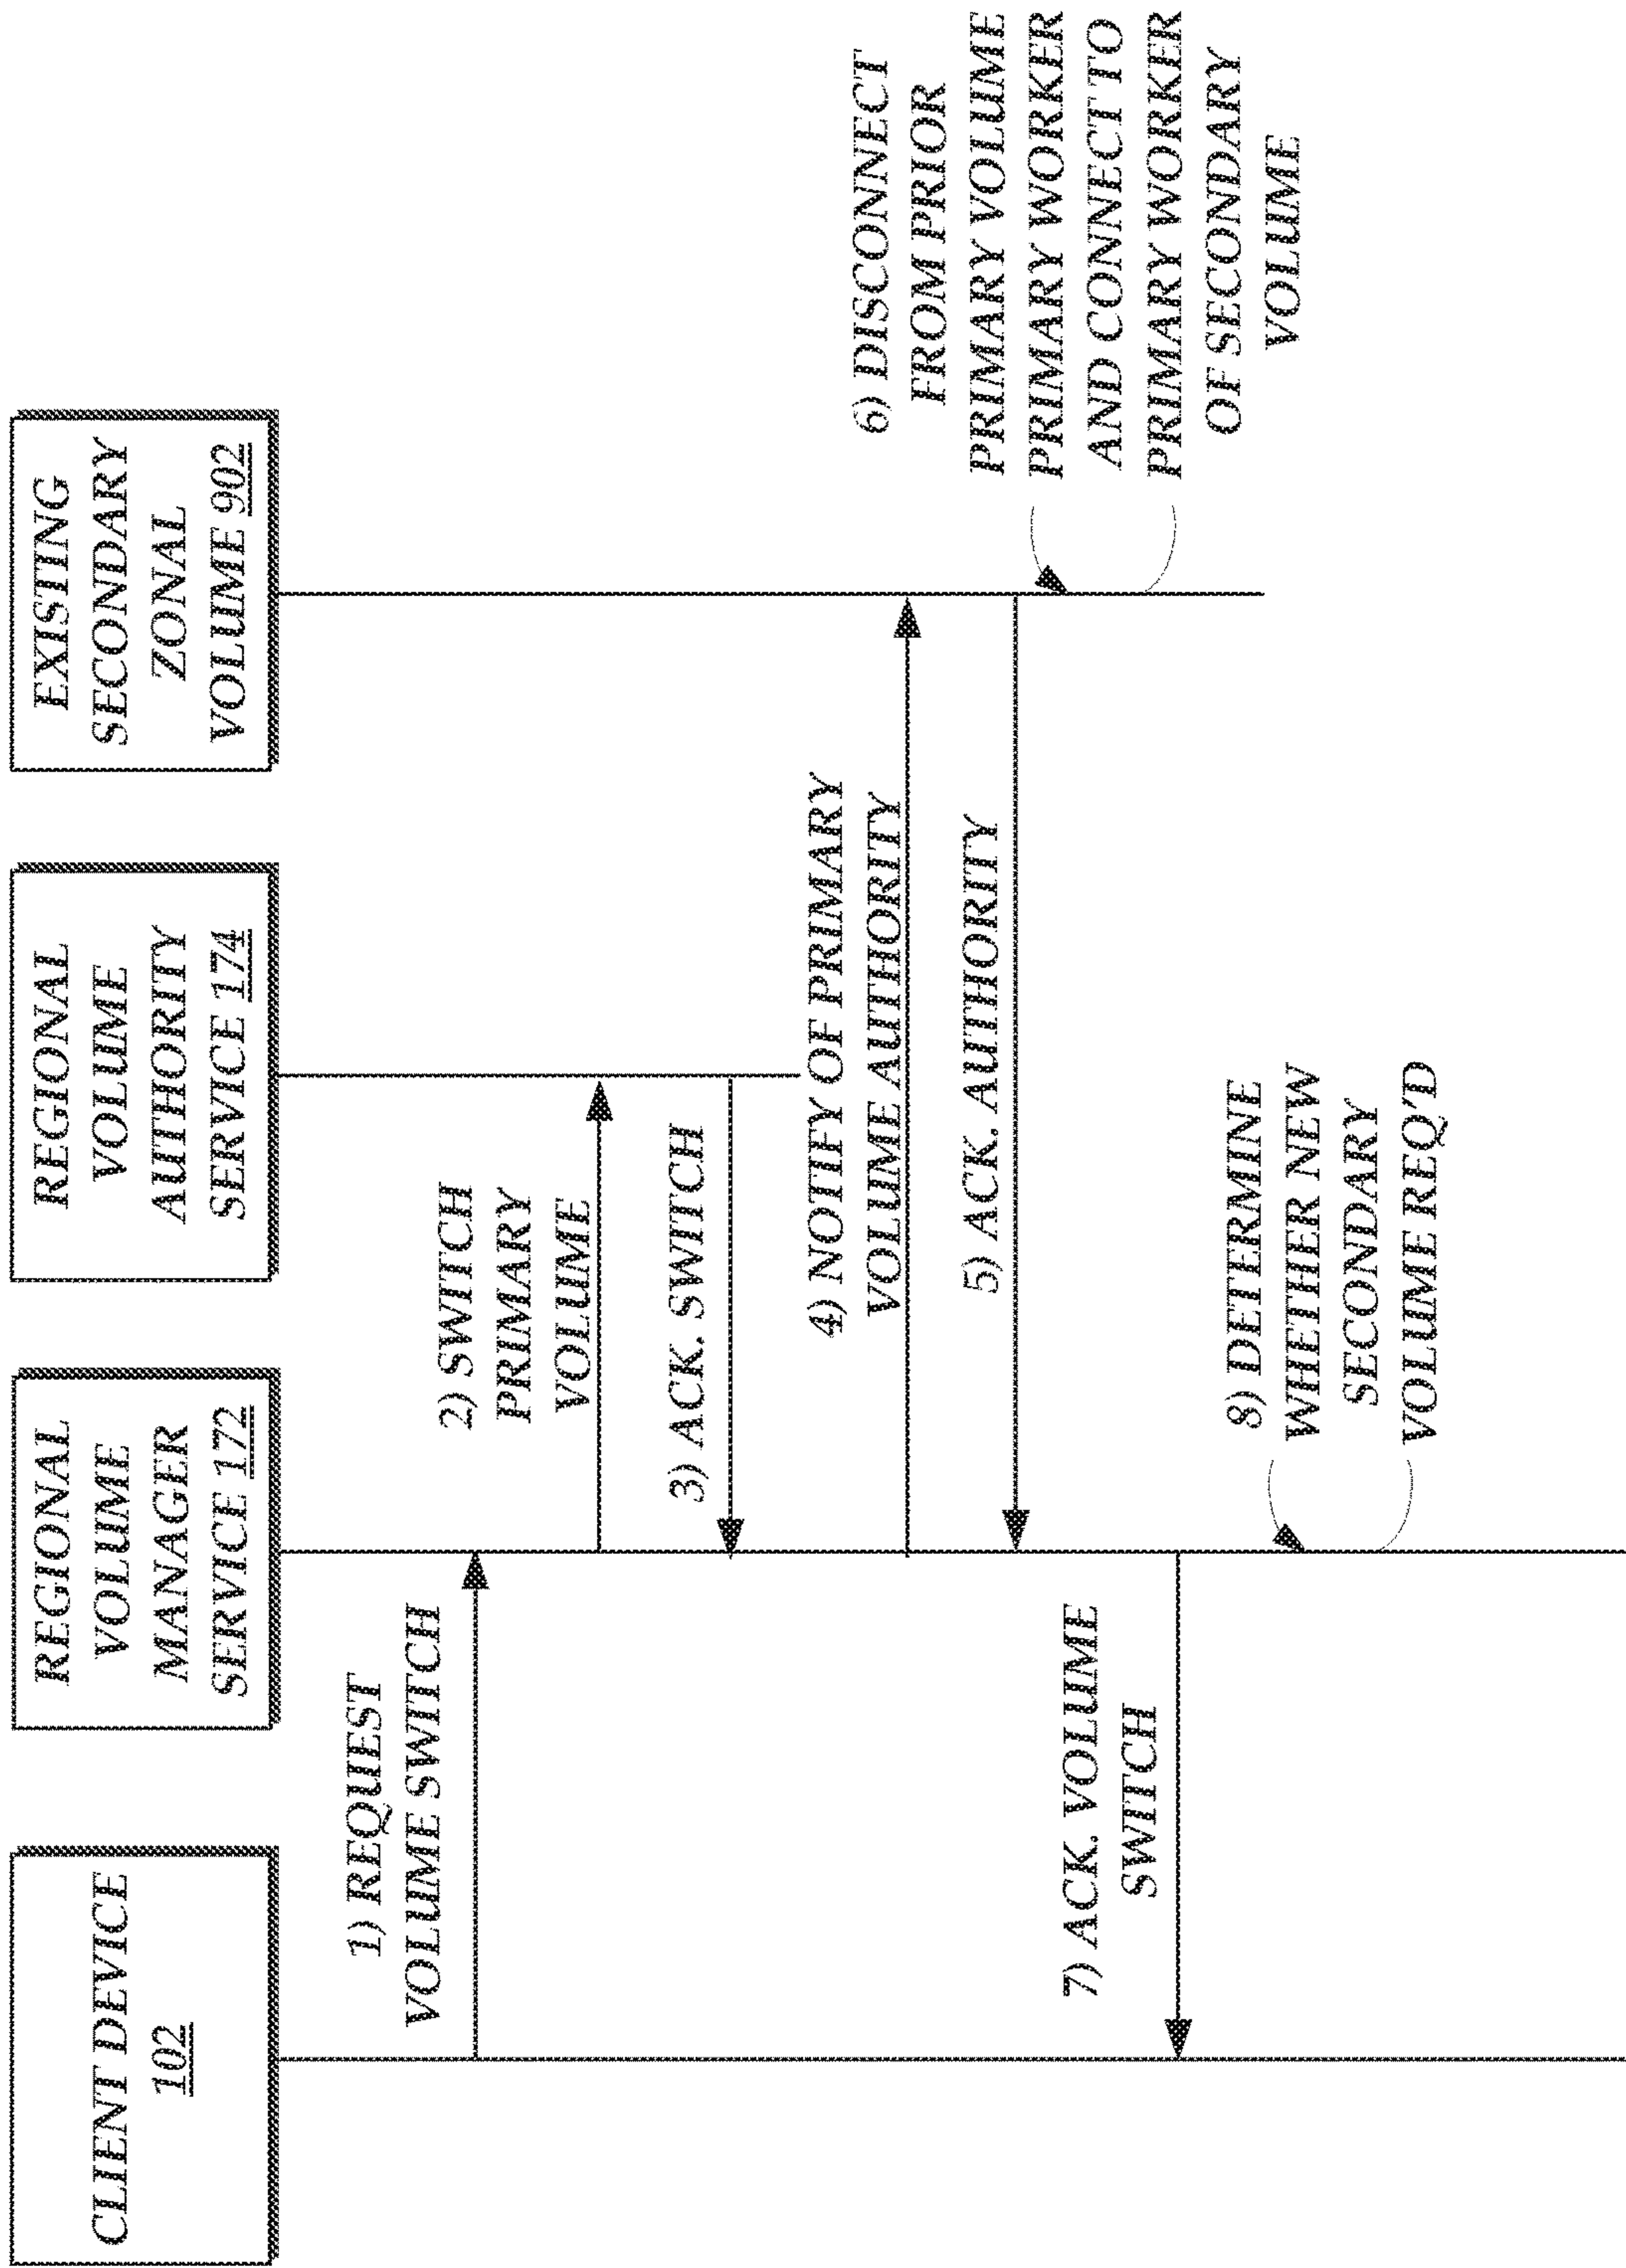 CLIENT DEVICE
102
REGIONAL
VOLUME
MANAGER
SERVICE 172
REGIONAL
VOLUME
AUTHORITY
SERVICE 174
EXISTING
SECONDARY
ZONAL
VOLUME 902
1) REQUEST
VOLUME SWITCH
2) SWITCH
PRIMARY
VOLUME
3) ACK. SWITCH
4) NOTIFY OF PRIMARY
VOLUME AUTHORITY
5) ACK. AUTHORITY
6) DISCONNECT
FROM PRIOR
PRIMARY VOLUME
PRIMARY WORKER
AND CONNECT TO
PRIMARY WORKER
OF SECONDARY
VOLUME
7) ACK. VOLUME
SWITCH
8) DETERMINE
WHETHER NEW
SECONDARY
VOLUME REQ'D